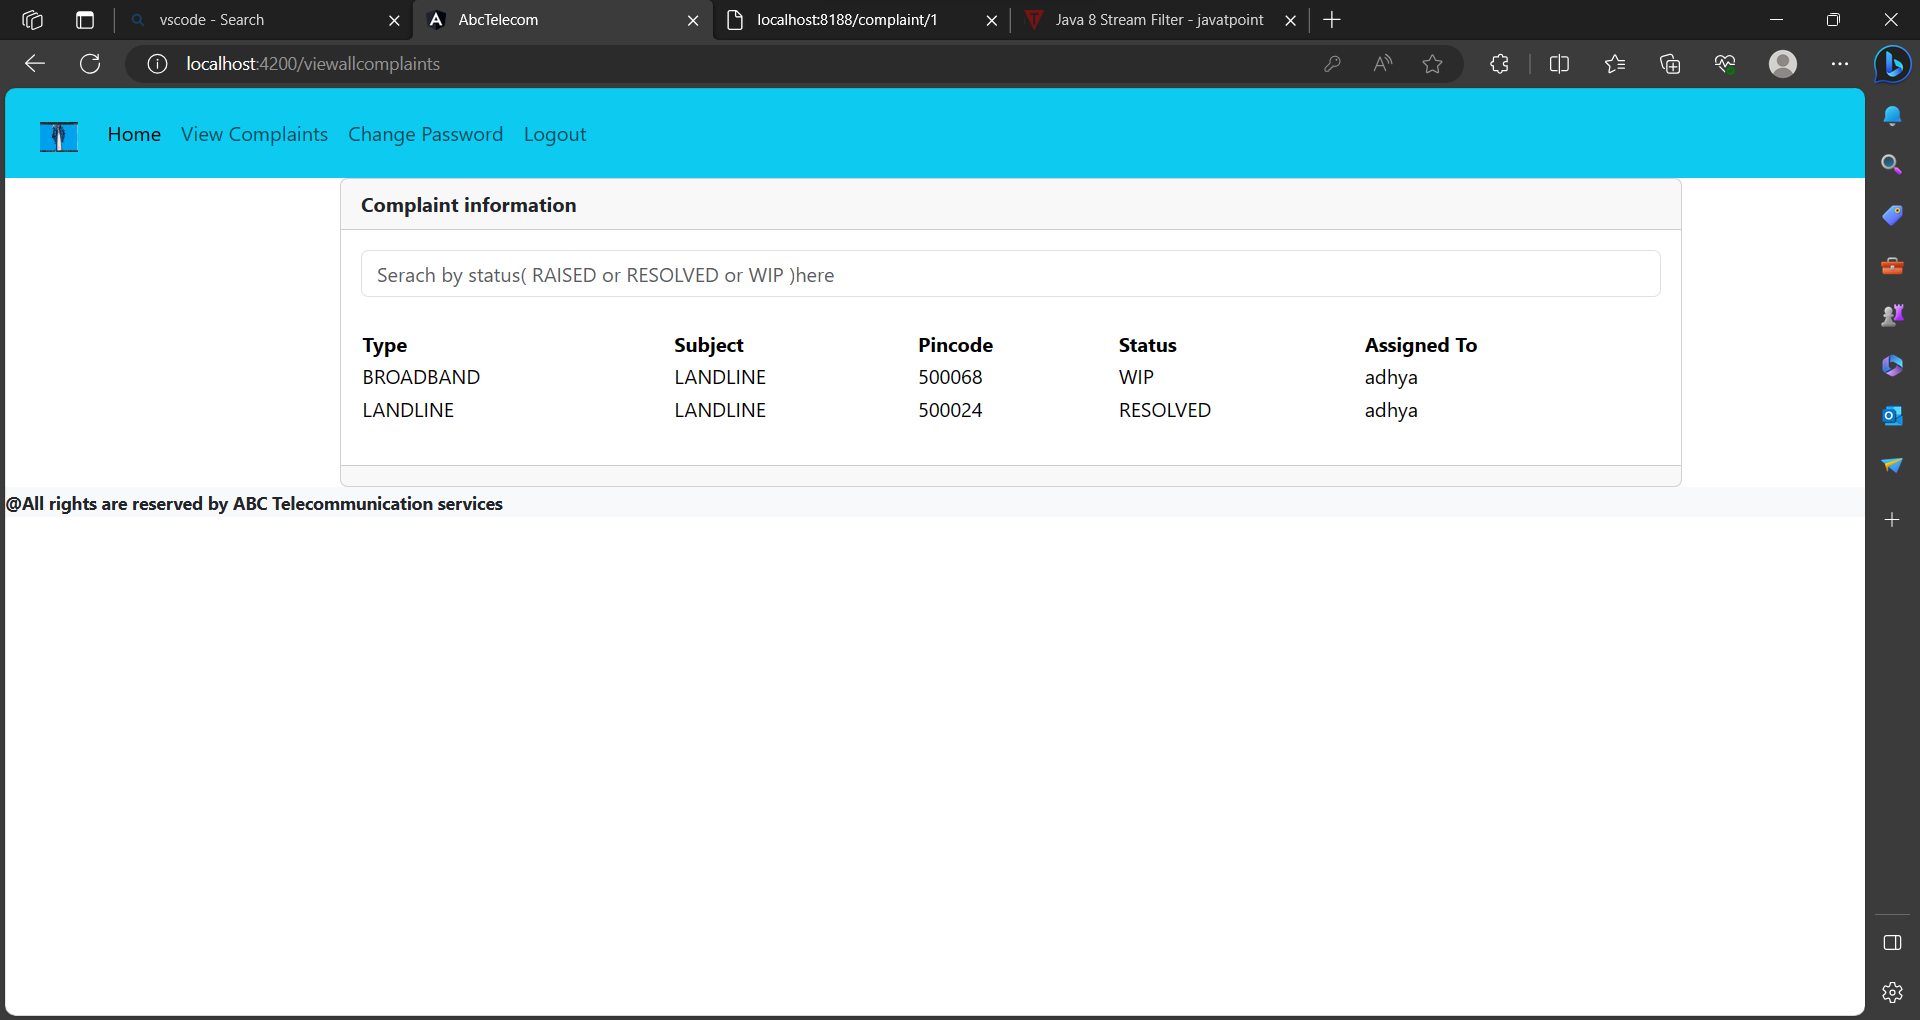 vscode - Search
AbcTelecom
localhost:8188/complaint/1
Java 8 Stream Filter - javatpoint
localhost:4200/viewallcomplaints
Home View Complaints Change Password Logout
Complaint information
Serach by status( RAISED or RESOLVED or WIP )here
Type Subject Pincode Status Assigned To
BROADBAND LANDLINE 500068 WIP adhya
LANDLINE LANDLINE 500024 RESOLVED adhya
@All rights are reserved by ABC Telecommunication services